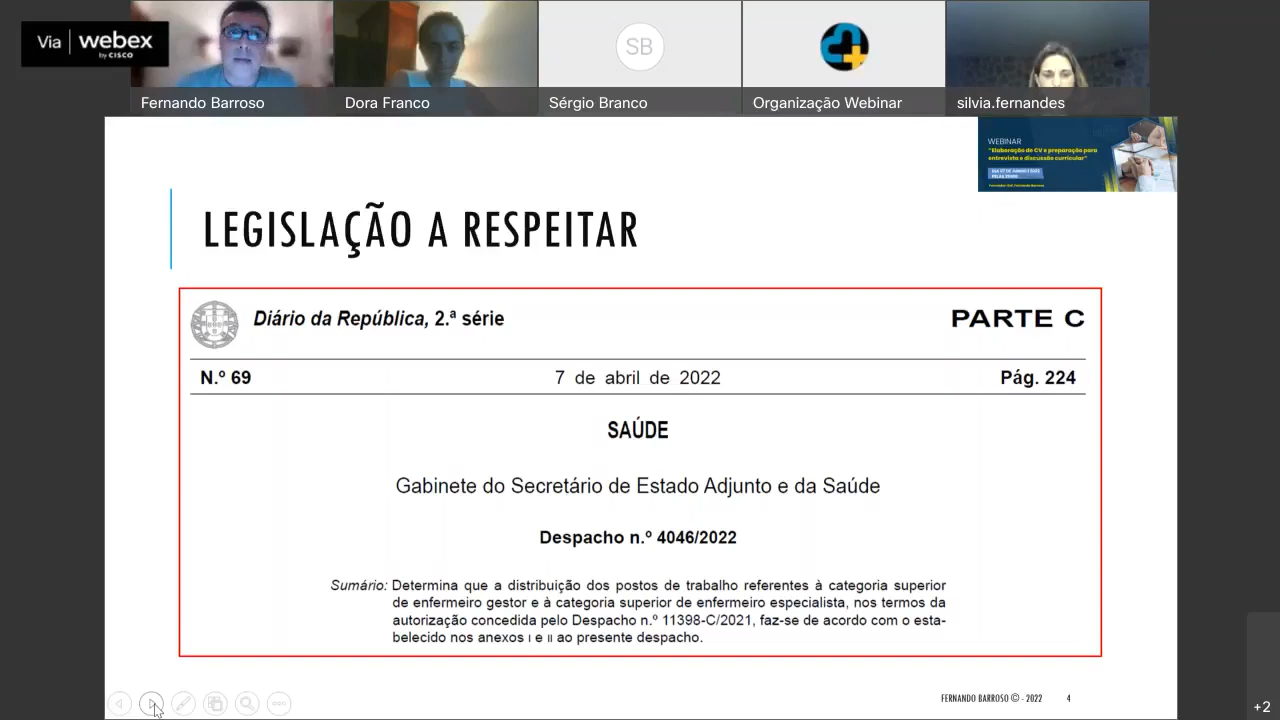 Via webex
by CISCO
Fernando Barroso
Dora Franco
SB
Sérgio Branco
Organização Webinar
silvia.fernandes
WEBINAR
"Elaboração de CV e preparação para
entrevista e discussão curricular"
LEGISLAÇÃO A RESPEITAR
Diário da República, 2.ª série
PARTE C
N.º 69
7 de abril de 2022
Pág. 224
SAÚDE
Gabinete do Secretário de Estado Adjunto e da Saúde
Despacho n.º 4046/2022
Sumário: Determina que a distribuição dos postos de trabalho referentes à categoria superior
de enfermeiro gestor e à categoria superior de enfermeiro especialista, nos termos da
autorização concedida pelo Despacho n.º 11398-C/2021, faz-se de acordo com o esta-
belecido nos anexos I e II ao presente despacho.
FERNANDO BARROSO © - 2022
4
+2